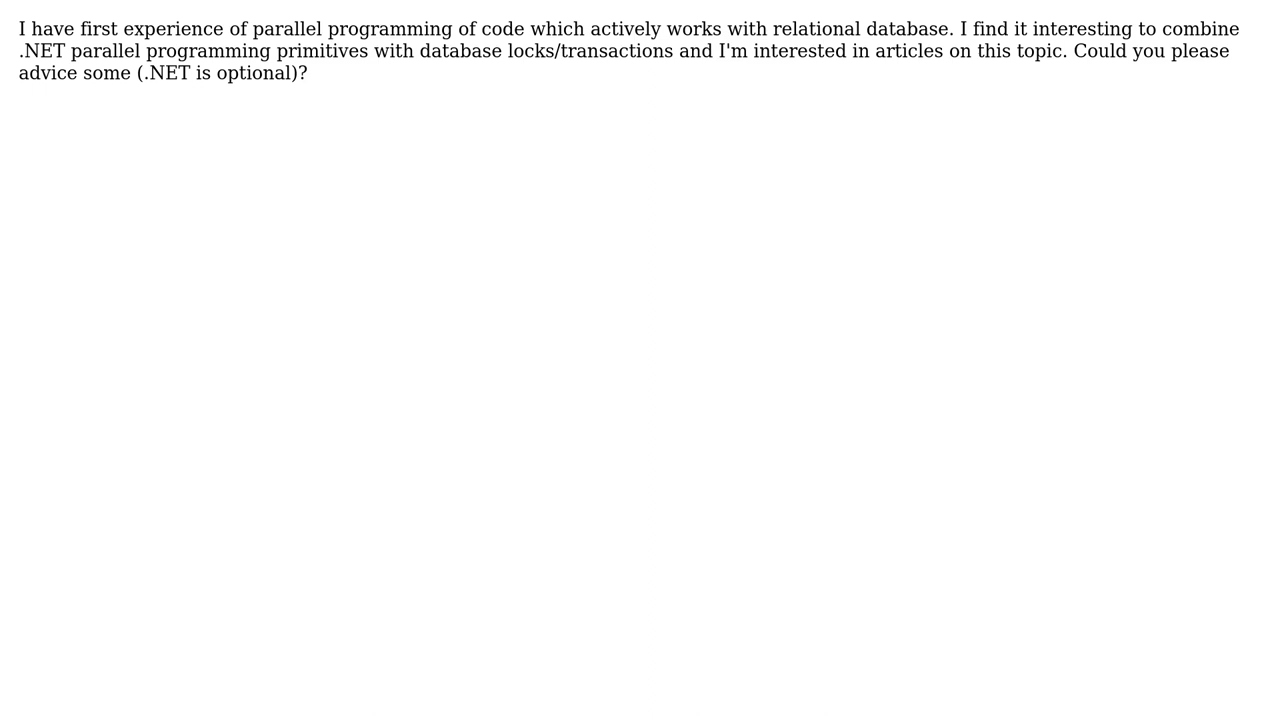 I have first experience of parallel programming of code which actively works with relational database. I find it interesting to combine
.NET parallel programming primitives with database locks/transactions and I'm interested in articles on this topic. Could you please
advice some (.NET is optional)?